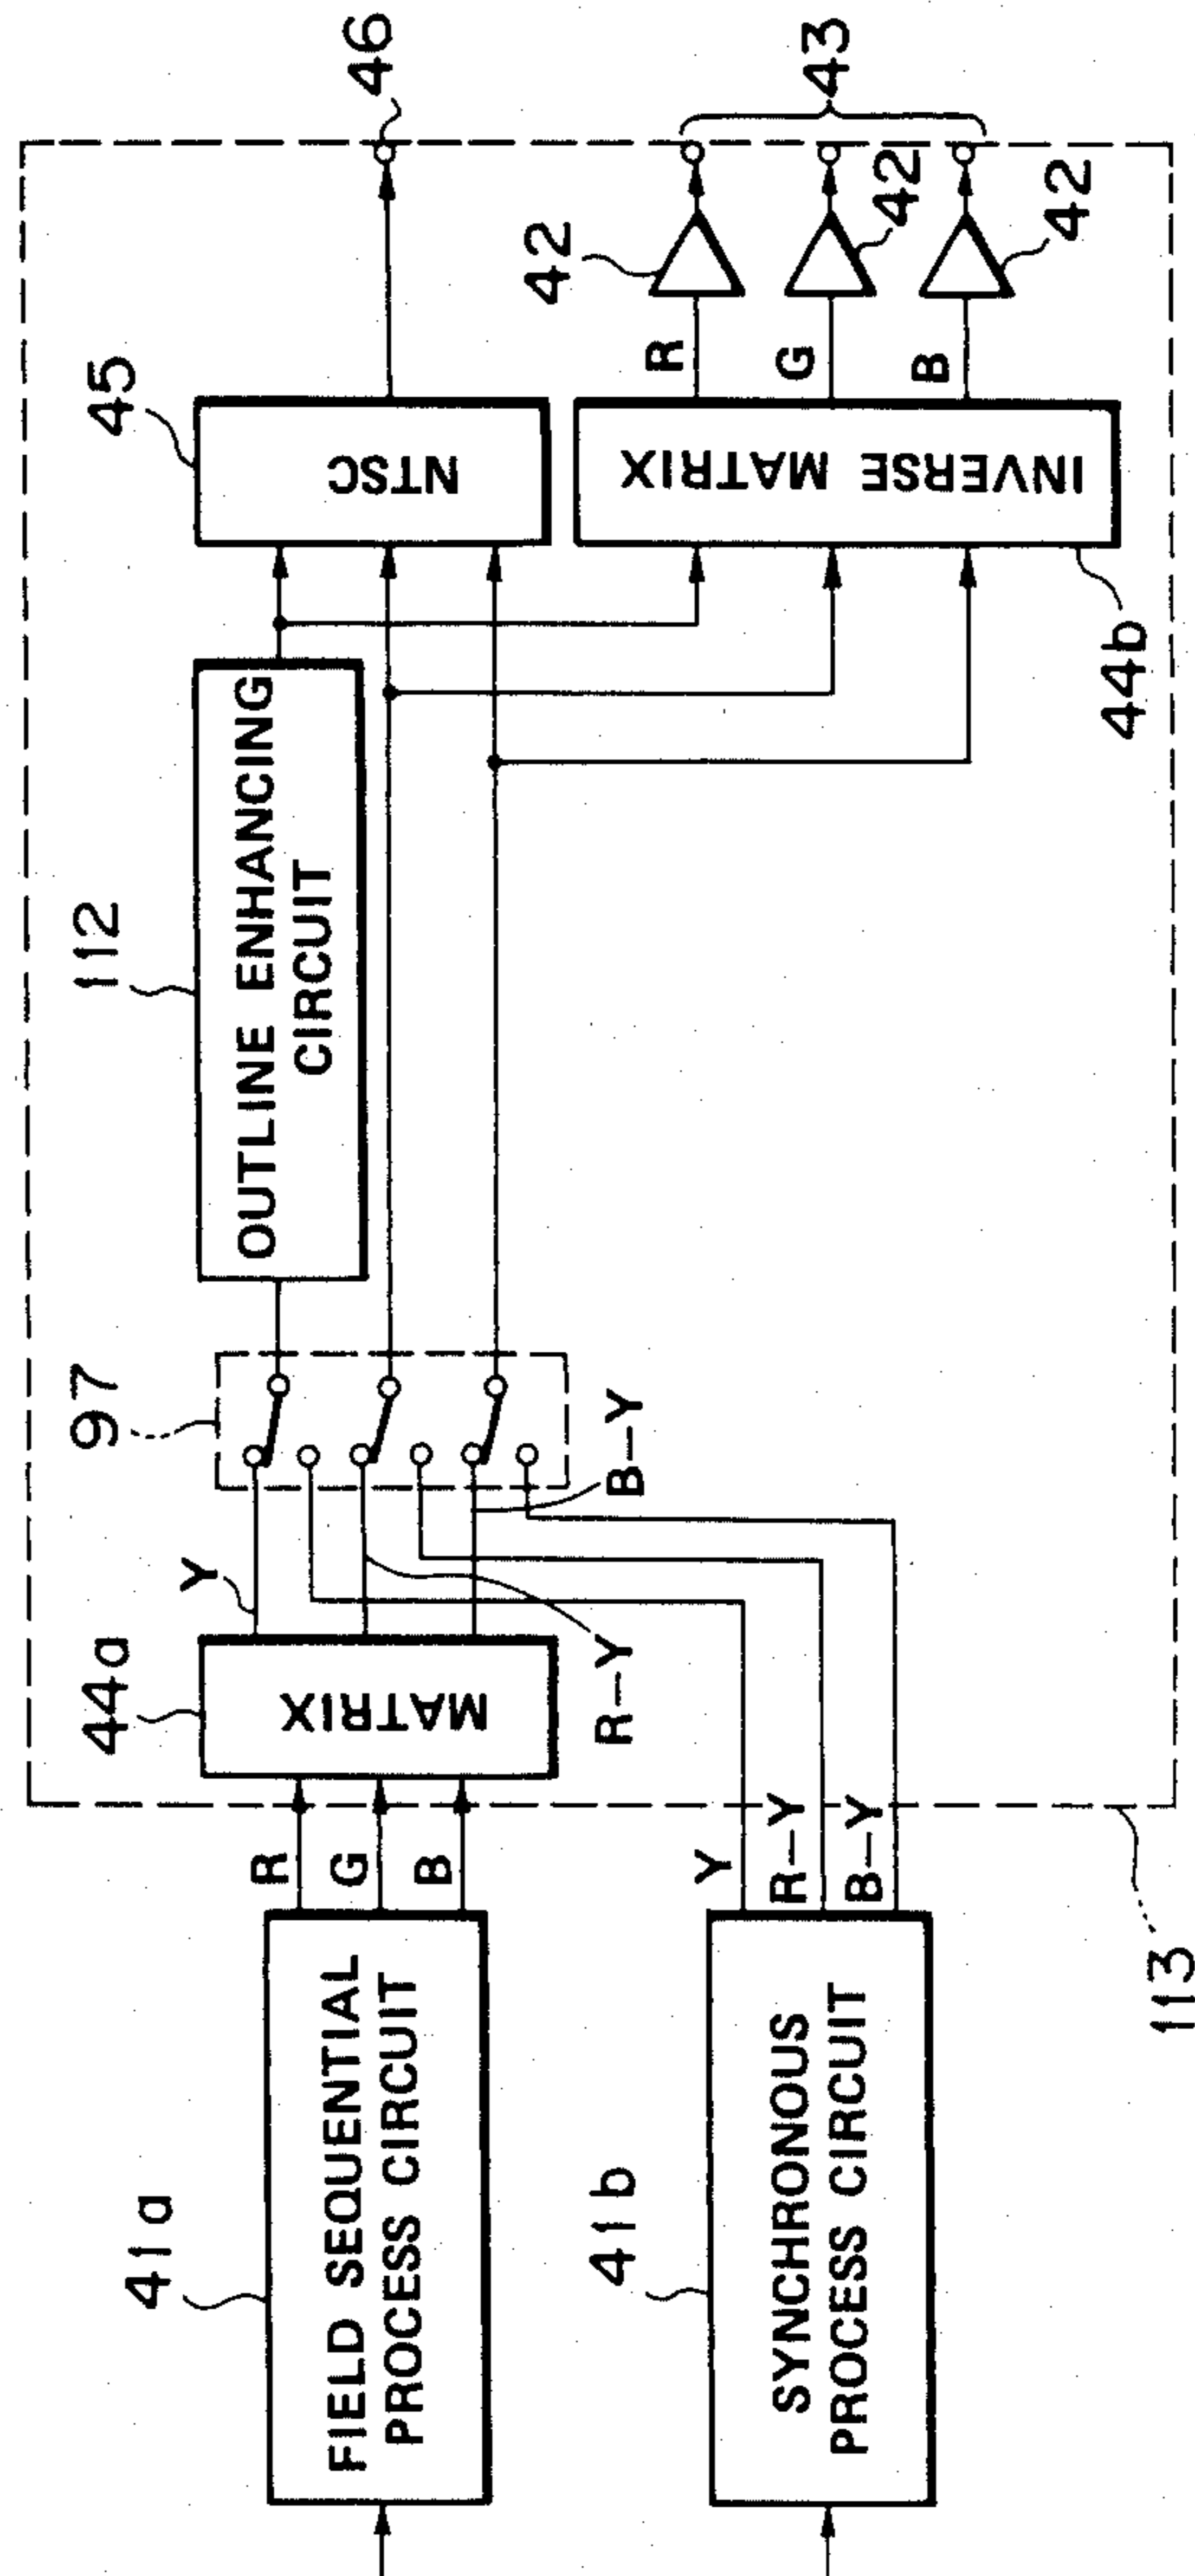 41a
FIELD SEQUENTIAL
PROCESS CIRCUIT
R
G
B
41b
SYNCHRONOUS
PROCESS CIRCUIT
Y
R-Y
B-Y
113
44a
MATRIX
Y
R-Y
B-Y
97
112
OUTLINE ENHANCING
CIRCUIT
45
NTSC
46
INVERSE MATRIX
44b
R
G
B
42
42
42
43